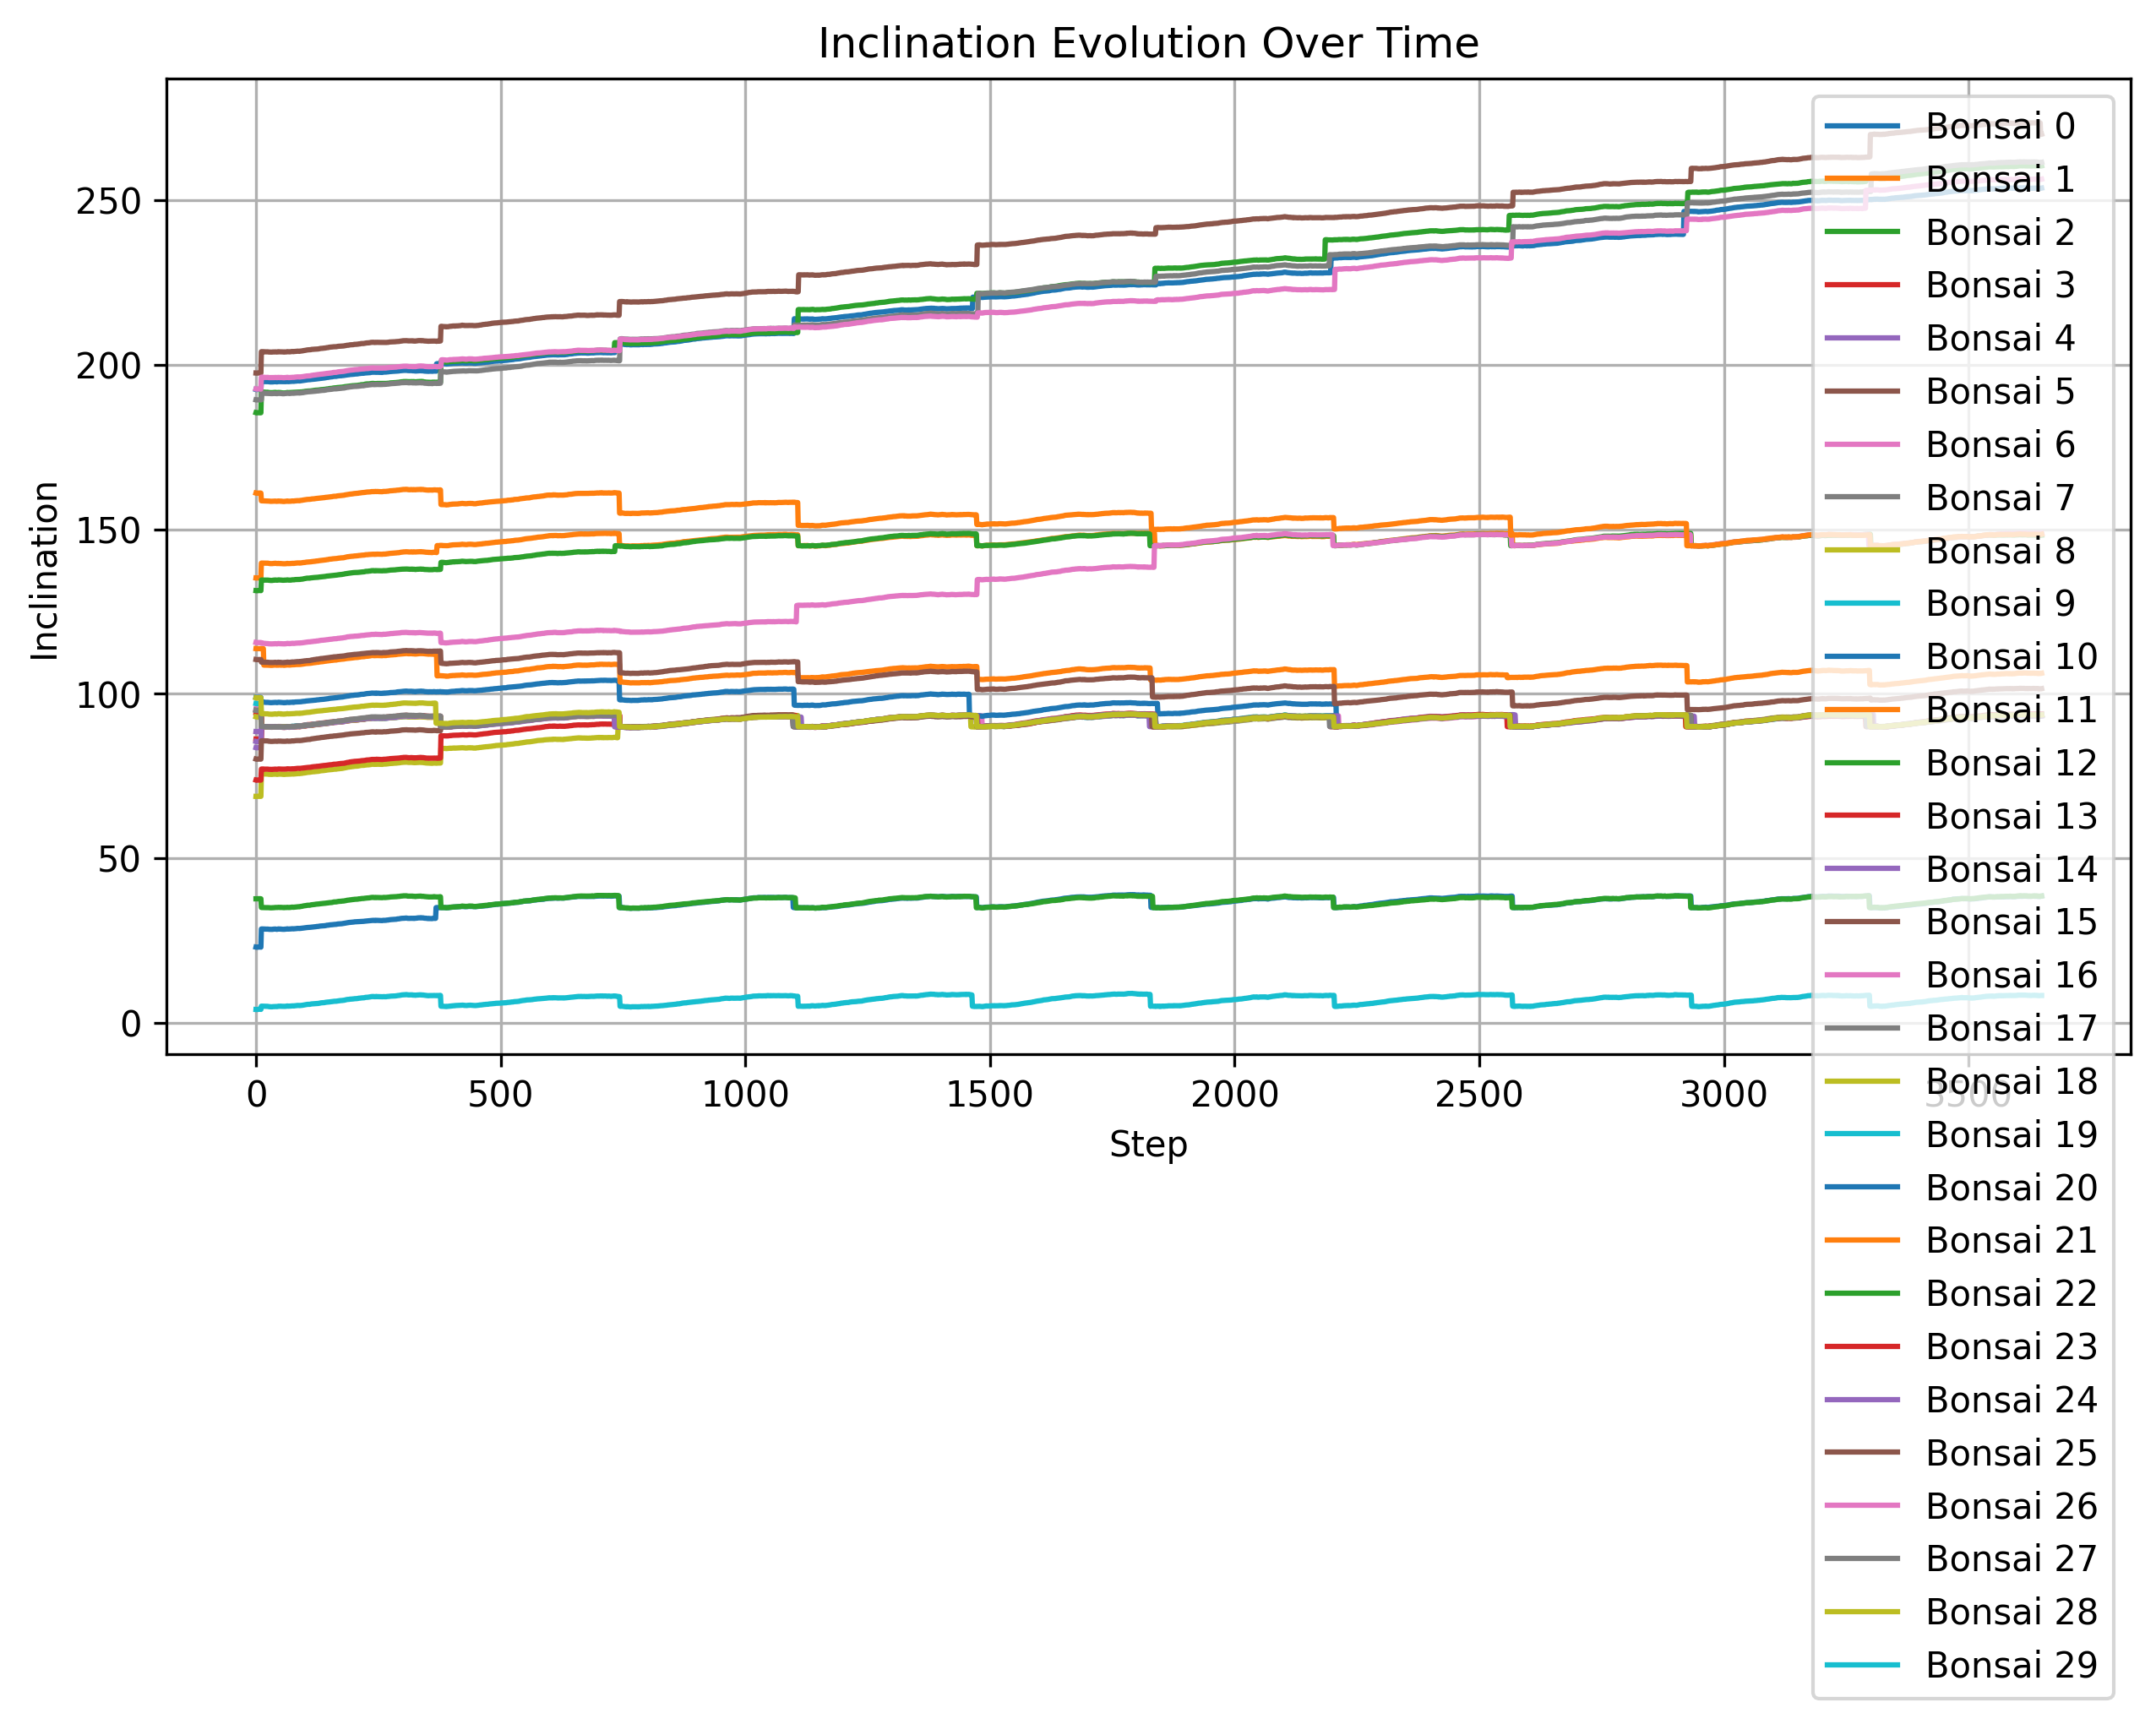 Inclination Evolution Over Time
Inclination
250
200
150
100
50
0
0 500 1000 1500 2000 2500 3000 3500
Step
Bonsai 0
Bonsai 1
Bonsai 2
Bonsai 3
Bonsai 4
Bonsai 5
Bonsai 6
Bonsai 7
Bonsai 8
Bonsai 9
Bonsai 10
Bonsai 11
Bonsai 12
Bonsai 13
Bonsai 14
Bonsai 15
Bonsai 16
Bonsai 17
Bonsai 18
Bonsai 19
Bonsai 20
Bonsai 21
Bonsai 22
Bonsai 23
Bonsai 24
Bonsai 25
Bonsai 26
Bonsai 27
Bonsai 28
Bonsai 29